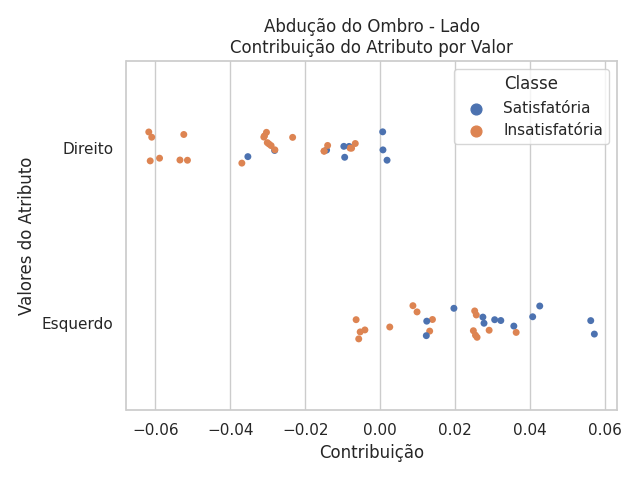 Abdução do Ombro - Lado
Contribuição do Atributo por Valor
Classe
Satisfatória
Insatisfatória
Valores do Atributo
Direito
Esquerdo
−0.06 −0.04 −0.02 0.00 0.02 0.04 0.06
Contribuição